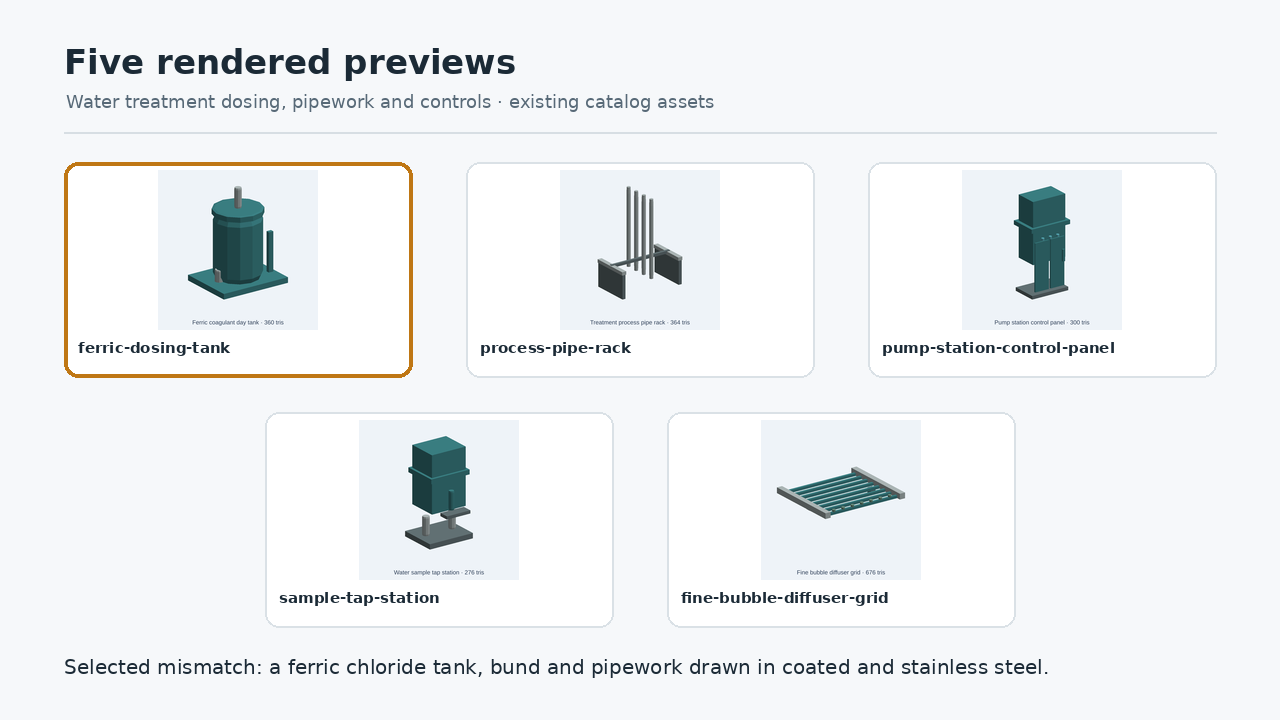 Five rendered previews
Water treatment dosing, pipework and controls · existing catalog assets
Ferric coagulant day tank · 360 tris
ferric-dosing-tank
Treatment process pipe rack · 364 tris
process-pipe-rack
Pump station control panel · 300 tris
pump-station-control-panel
Water sample tap station · 276 tris
sample-tap-station
Fine bubble diffuser grid · 676 tris
fine-bubble-diffuser-grid
Selected mismatch: a ferric chloride tank, bund and pipework drawn in coated and stainless steel.